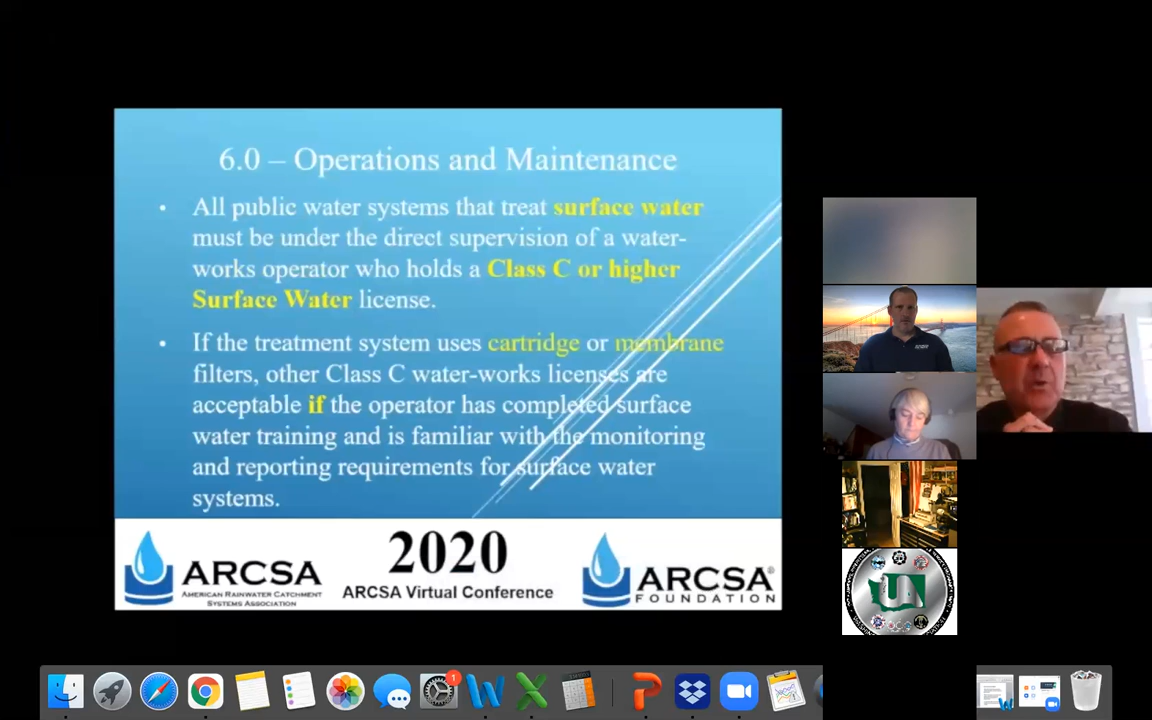 6.0 – Operations and Maintenance
• All public water systems that treat surface water
must be under the direct supervision of a water-
works operator who holds a Class C or higher
Surface Water license.
• If the treatment system uses cartridge or membrane
filters, other Class C water-works licenses are
acceptable if the operator has completed surface
water training and is familiar with the monitoring
and reporting requirements for surface water
systems.
ARCSA
AMERICAN RAINWATER CATCHMENT
SYSTEMS ASSOCIATION
2020
ARCSA Virtual Conference
ARCSA®
FOUNDATION
UA
1